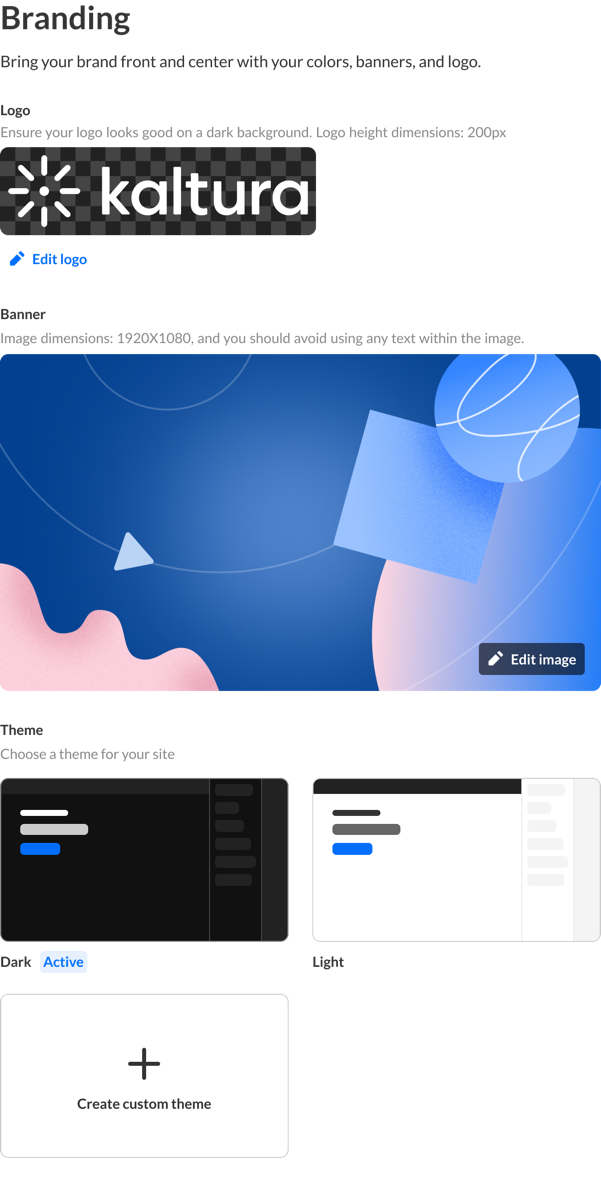 Branding
Bring your brand front and center with your colors, banners, and logo.
Logo
Ensure your logo looks good on a dark background. Logo height dimensions: 200px
kaltura
Edit logo
Banner
Image dimensions: 1920X1080, and you should avoid using any text within the image.
Edit image
Theme
Choose a theme for your site
Dark Active
Light
Create custom theme